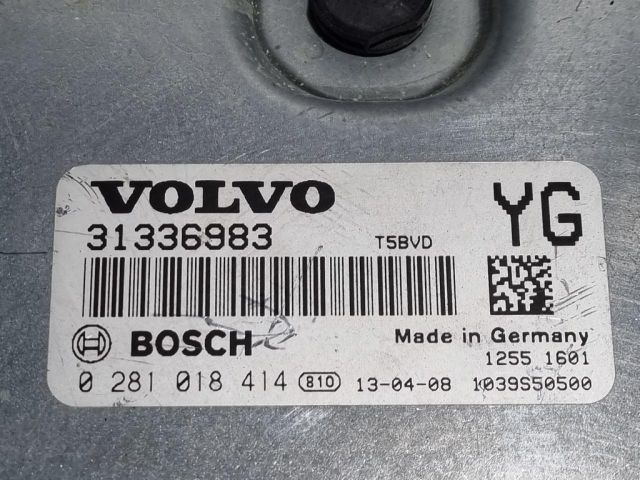 VOLVO
YG
31336983
T5BVD
BOSCH
Made in Germany
1255 1601
0 281 018 414 810 13-04-08 1039S50500